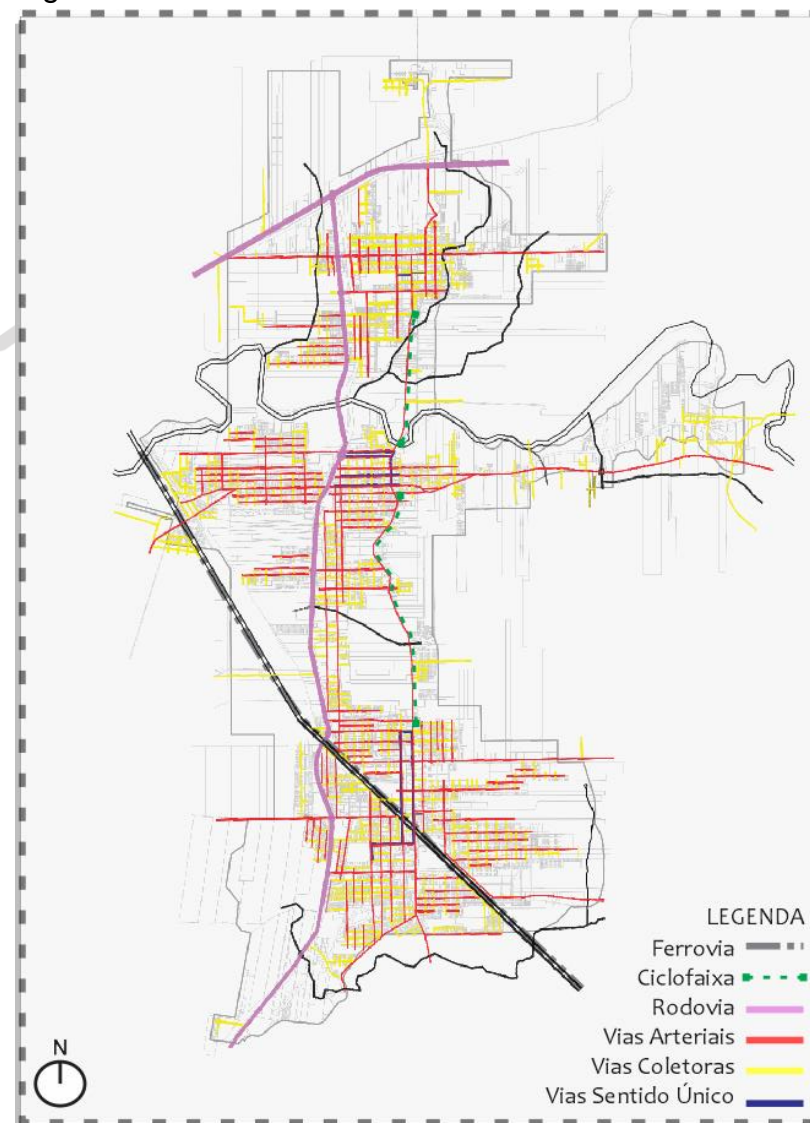 N
LEGENDA
Ferrovia
Ciclofaixa
Rodovia
Vias Arteriais
Vias Coletoras
Vias Sentido Único